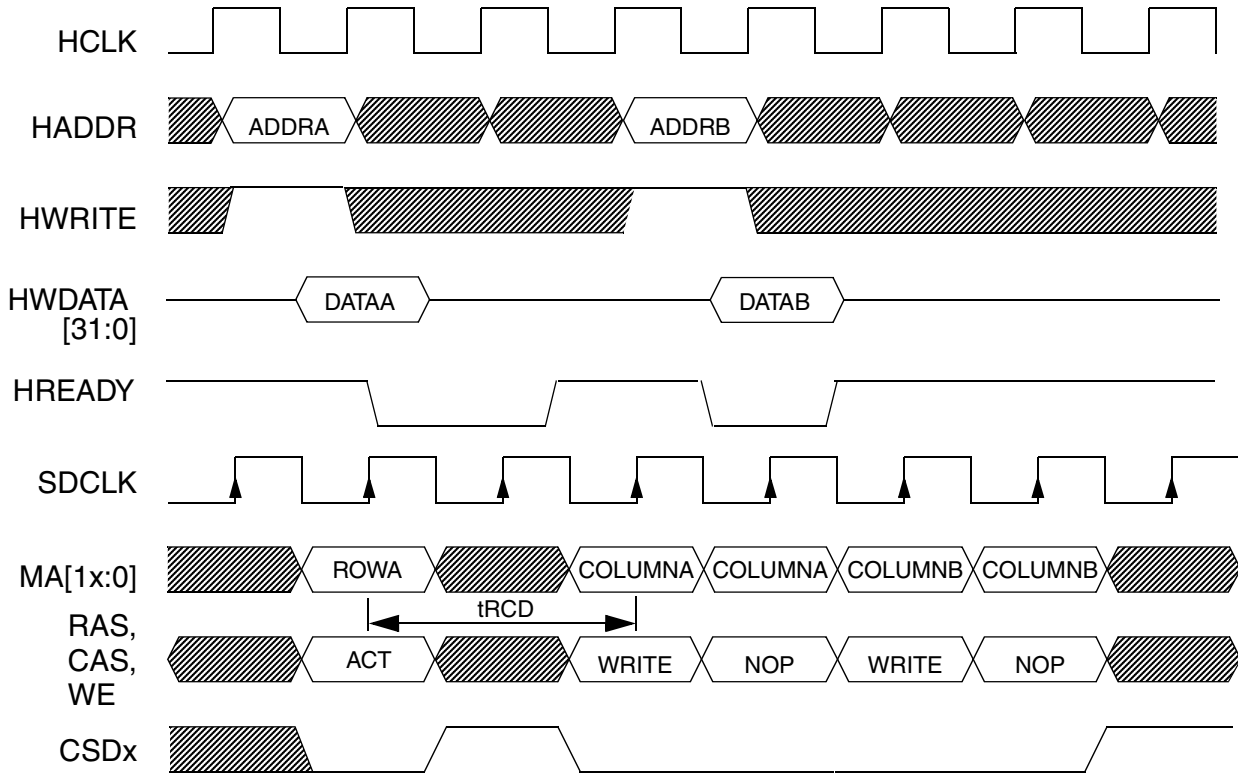 HCLK
HADDR ADDRA ADDRB
HWRITE
HWDATA DATAA DATAB
[31:0]
HREADY
SDCLK
MA[1x:0] ROWA COLUMNA COLUMNA COLUMNB COLUMNB
tRCD
RAS,
CAS, ACT WRITE NOP WRITE NOP
WE
CSDx